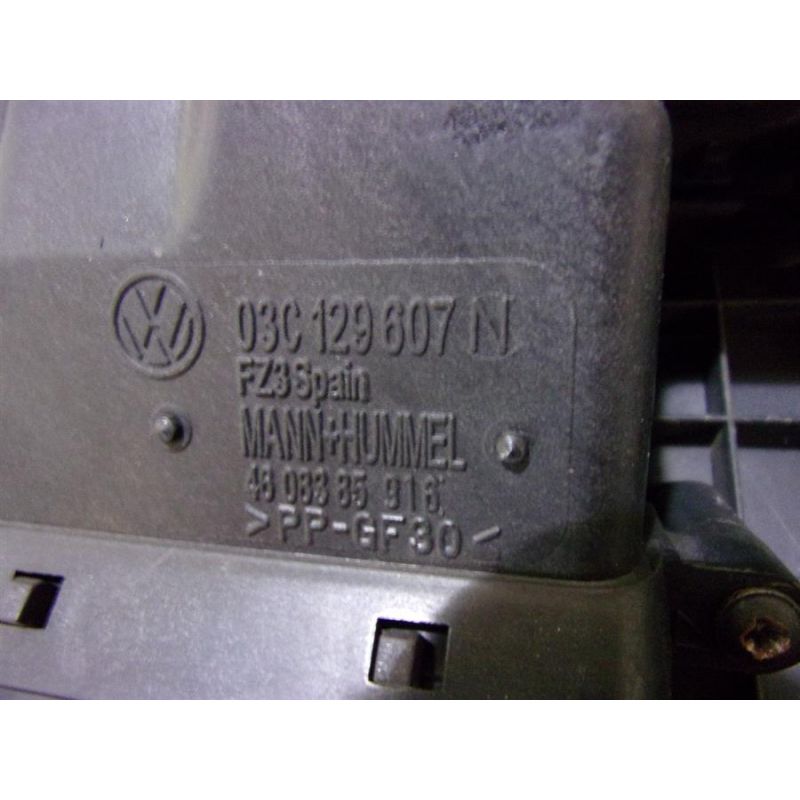 03C 129 607 N
FZ3 Spain
MANN+HUMMEL
46 083 85 916
>PP-GF30<